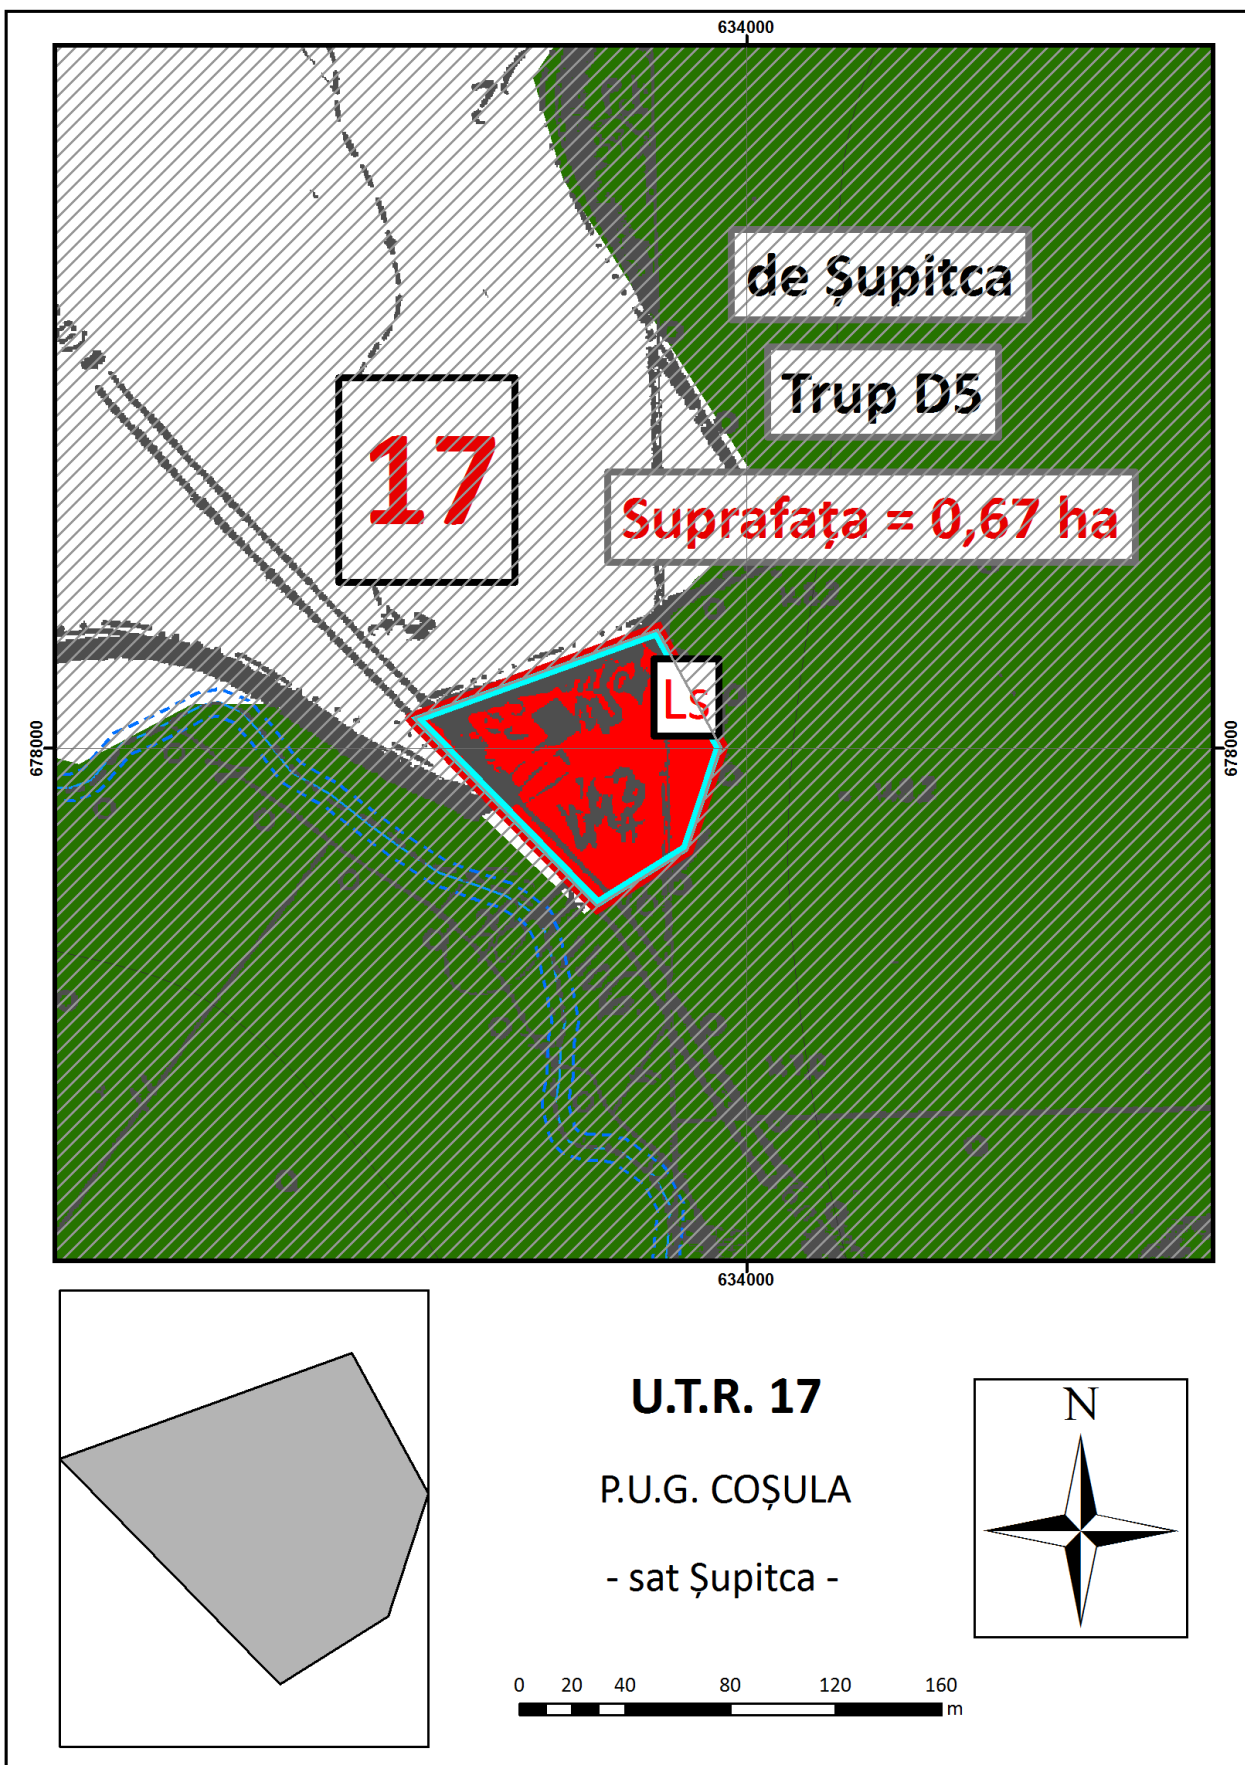 634000
de Șupitca
Trup D5
17
Suprafața = 0,67 ha
Ls
678000
678000
634000
U.T.R. 17
P.U.G. COȘULA
- sat Șupitca -
N
0 20 40 80 120 160
m